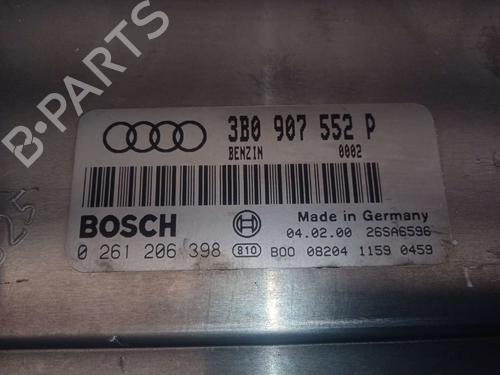 3B0 907 552 P
BENZIN 0002
BOSCH
Made in Germany
04.02.00 26SA6596
0 261 206 398 810 B00 08204 1159 0459
B-PARTS